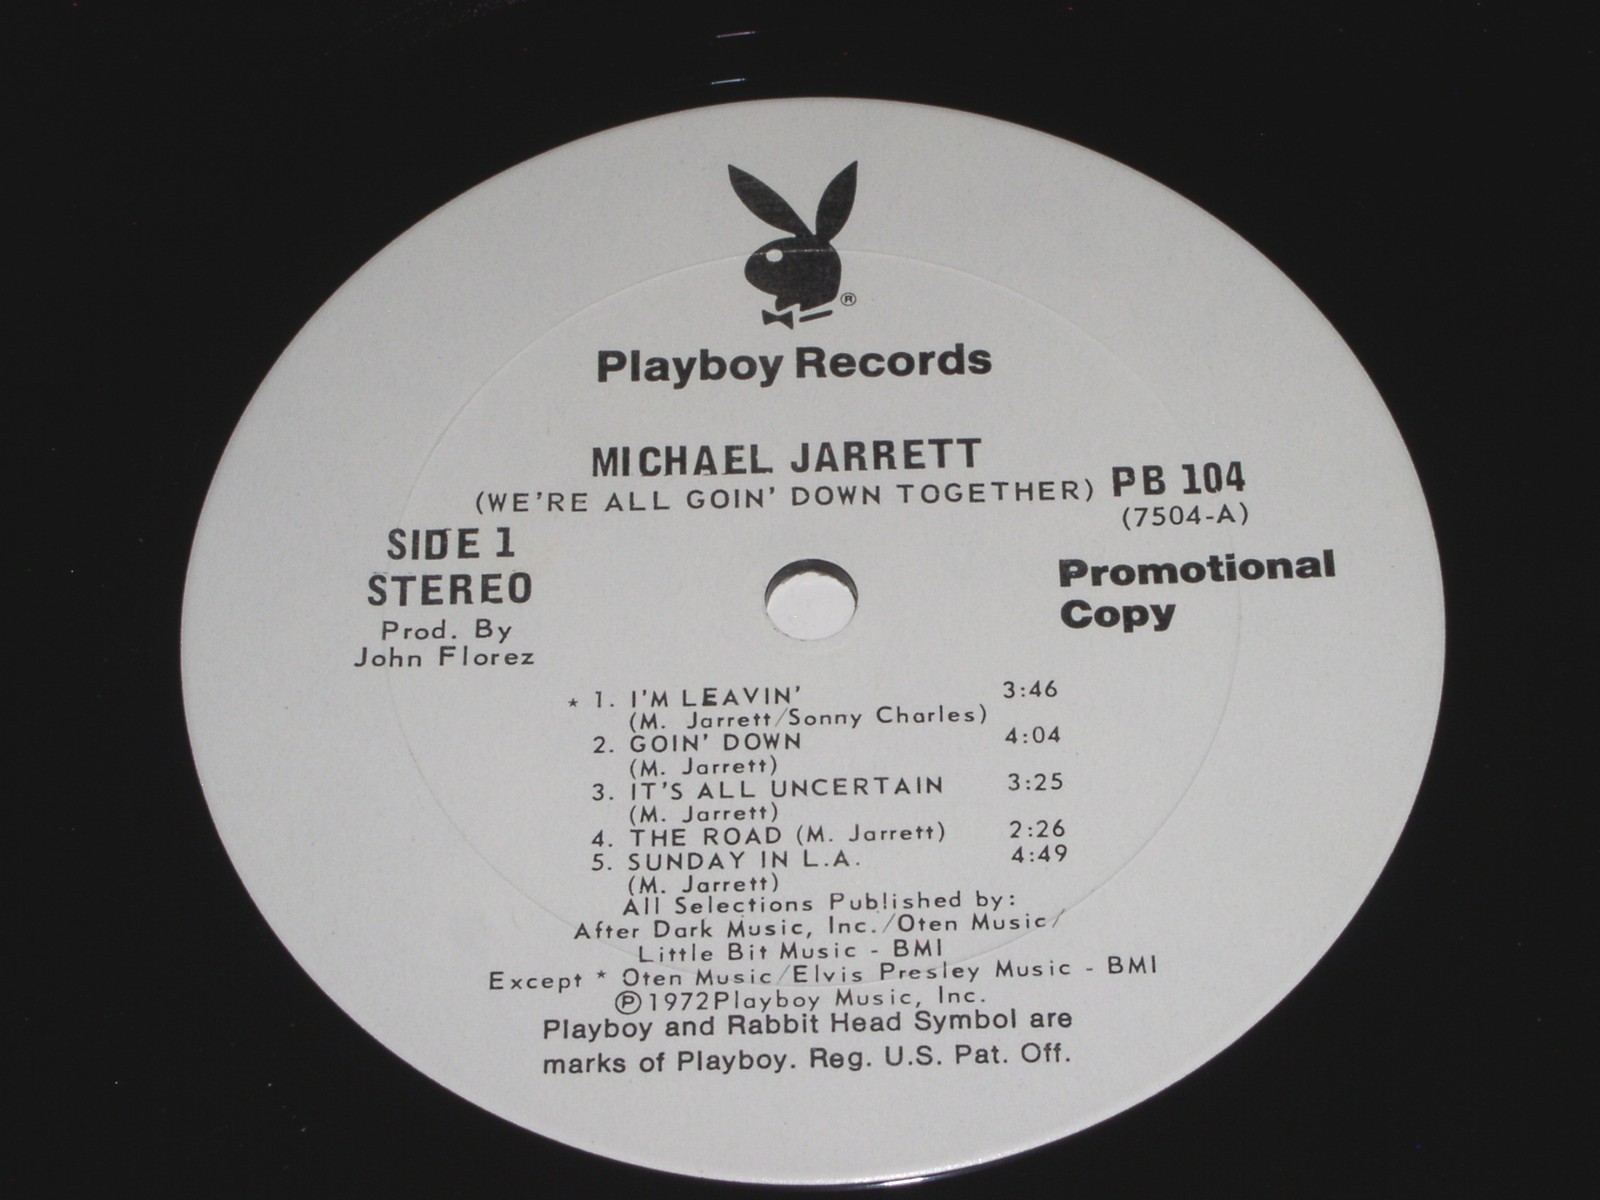 ®
Playboy Records
MICHAEL JARRETT
(WE'RE ALL GOIN' DOWN TOGETHER)
PB 104
(7504-A)
SIDE 1
STEREO
Prod. By
John Florez
Promotional
Copy
* 1. I'M LEAVIN' 3:46
(M. Jarrett/Sonny Charles)
2. GOIN' DOWN 4:04
(M. Jarrett)
3. IT'S ALL UNCERTAIN 3:25
(M. Jarrett)
4. THE ROAD (M. Jarrett) 2:26
5. SUNDAY IN L.A. 4:49
(M. Jarrett)
All Selections Published by:
After Dark Music, Inc./Oten Music/
Little Bit Music - BMI
Except * Oten Music/Elvis Presley Music - BMI
℗1972Playboy Music, Inc.
Playboy and Rabbit Head Symbol are
marks of Playboy. Reg. U.S. Pat. Off.